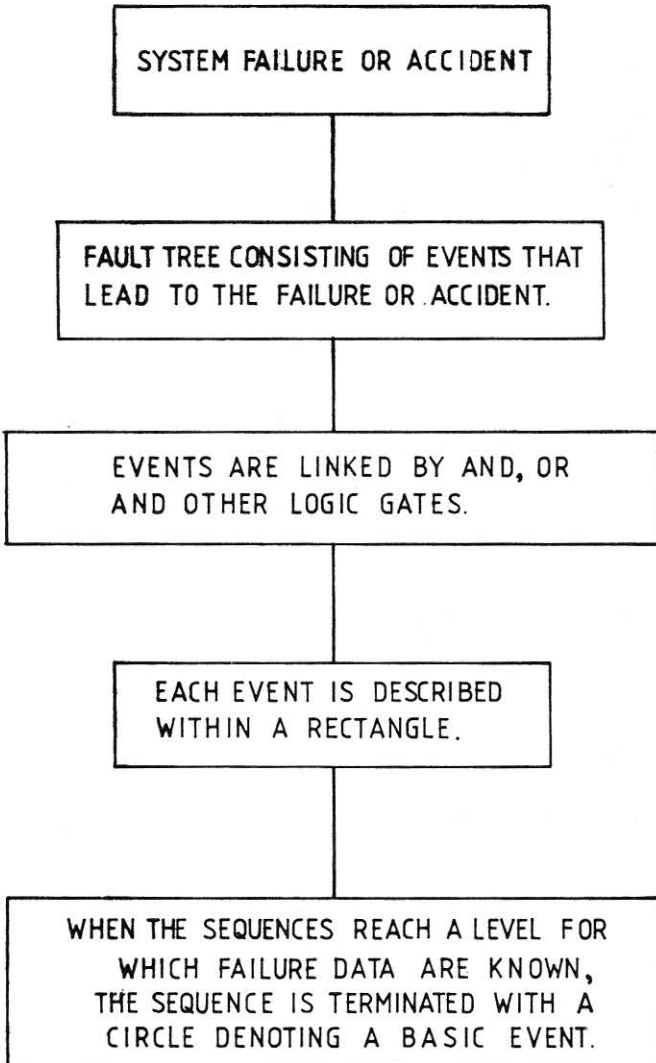 SYSTEM FAILURE OR ACCIDENT
FAULT TREE CONSISTING OF EVENTS THAT
LEAD TO THE FAILURE OR ACCIDENT.
EVENTS ARE LINKED BY AND, OR
AND OTHER LOGIC GATES.
EACH EVENT IS DESCRIBED
WITHIN A RECTANGLE.
WHEN THE SEQUENCES REACH A LEVEL FOR
WHICH FAILURE DATA ARE KNOWN,
THE SEQUENCE IS TERMINATED WITH A
CIRCLE DENOTING A BASIC EVENT.